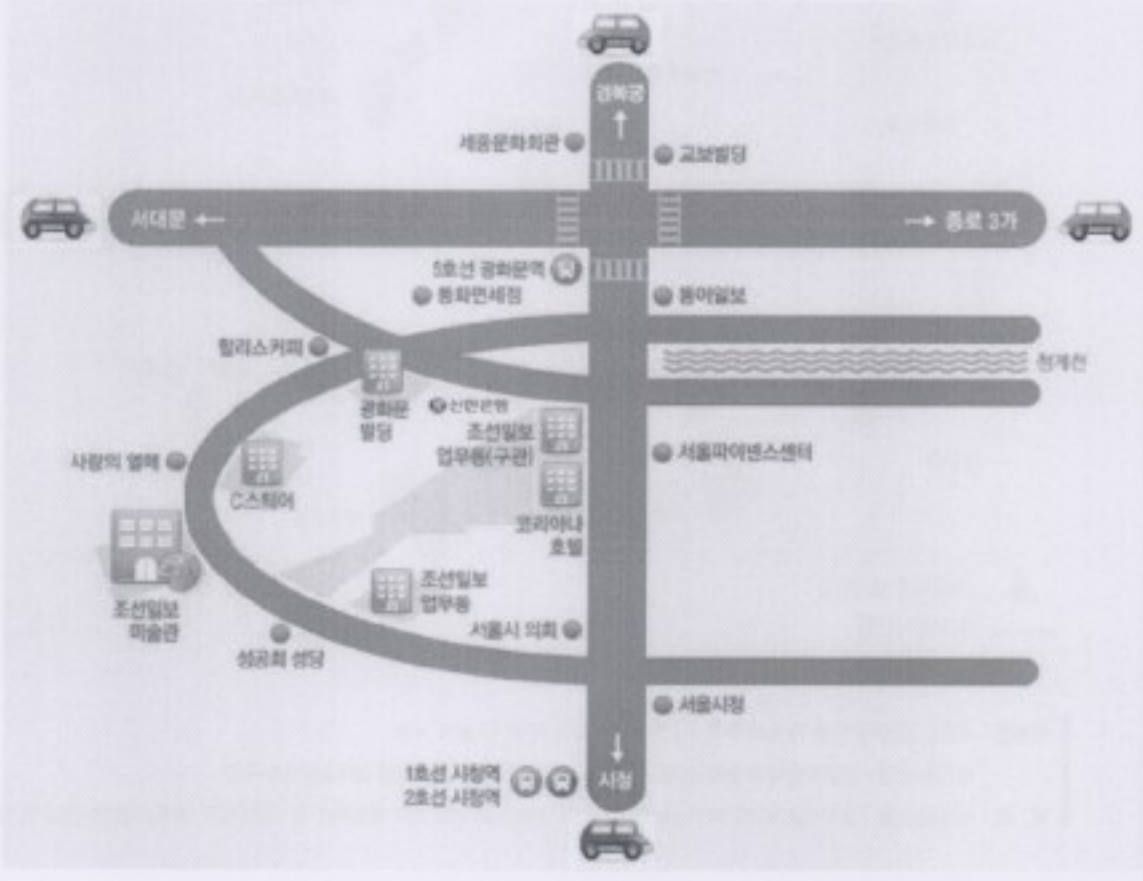 경복궁
세종문화회관
교보빌딩
서대문 ←
→ 종로 3가
5호선 광화문역
동화면세점
동아일보
할리스커피
청계천
광화문
빌딩
신한은행
조선일보
업무동(구관)
서울파이낸스센터
사랑의 열매
C스퀘어
코리아나
호텔
조선일보
미술관
조선일보
업무동
서울시 의회
성공회 성당
서울시청
1호선 시청역
2호선 시청역
시청